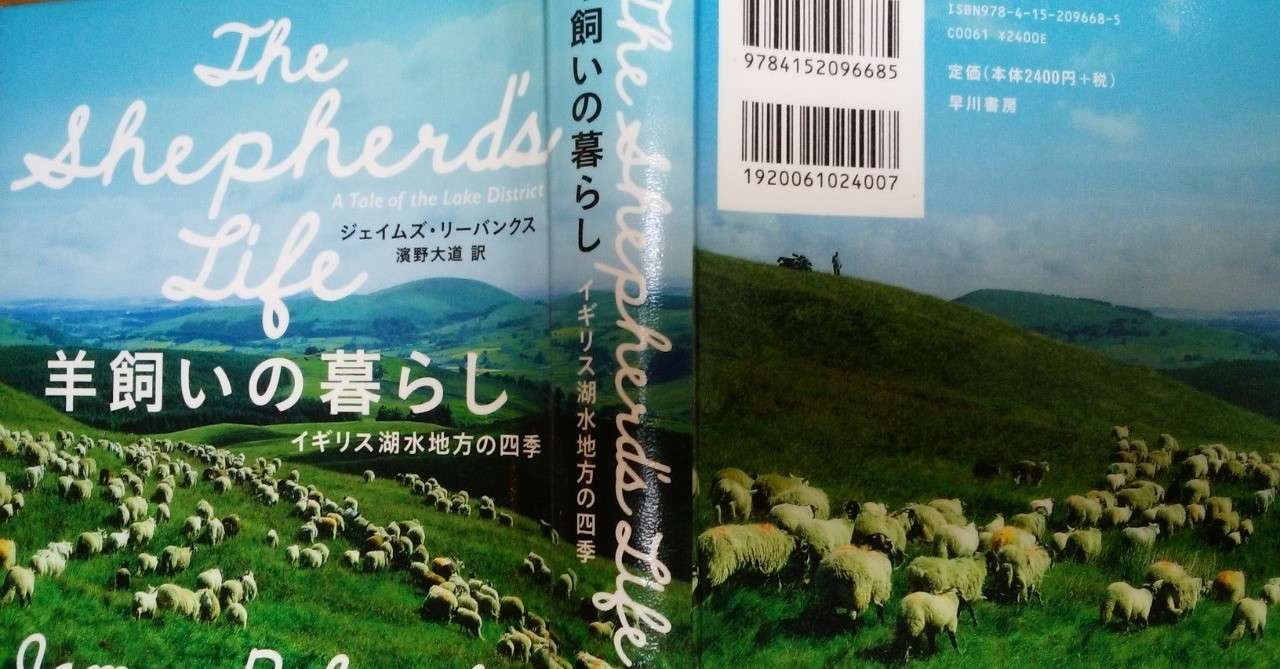 The
Shepherd's
A Tale of the Lake District
Life
ジェイムズ・リーバンクス
濱野大道 訳
羊飼いの暮らし
イギリス湖水地方の四季
飼いの暮らし
イギリス湖水地方の四季
The Shepherd's Life
9784152096685
1920061024007
ISBN978-4-15-209668-5
C0061 ¥2400E
定価(本体2400円+税)
早川書房